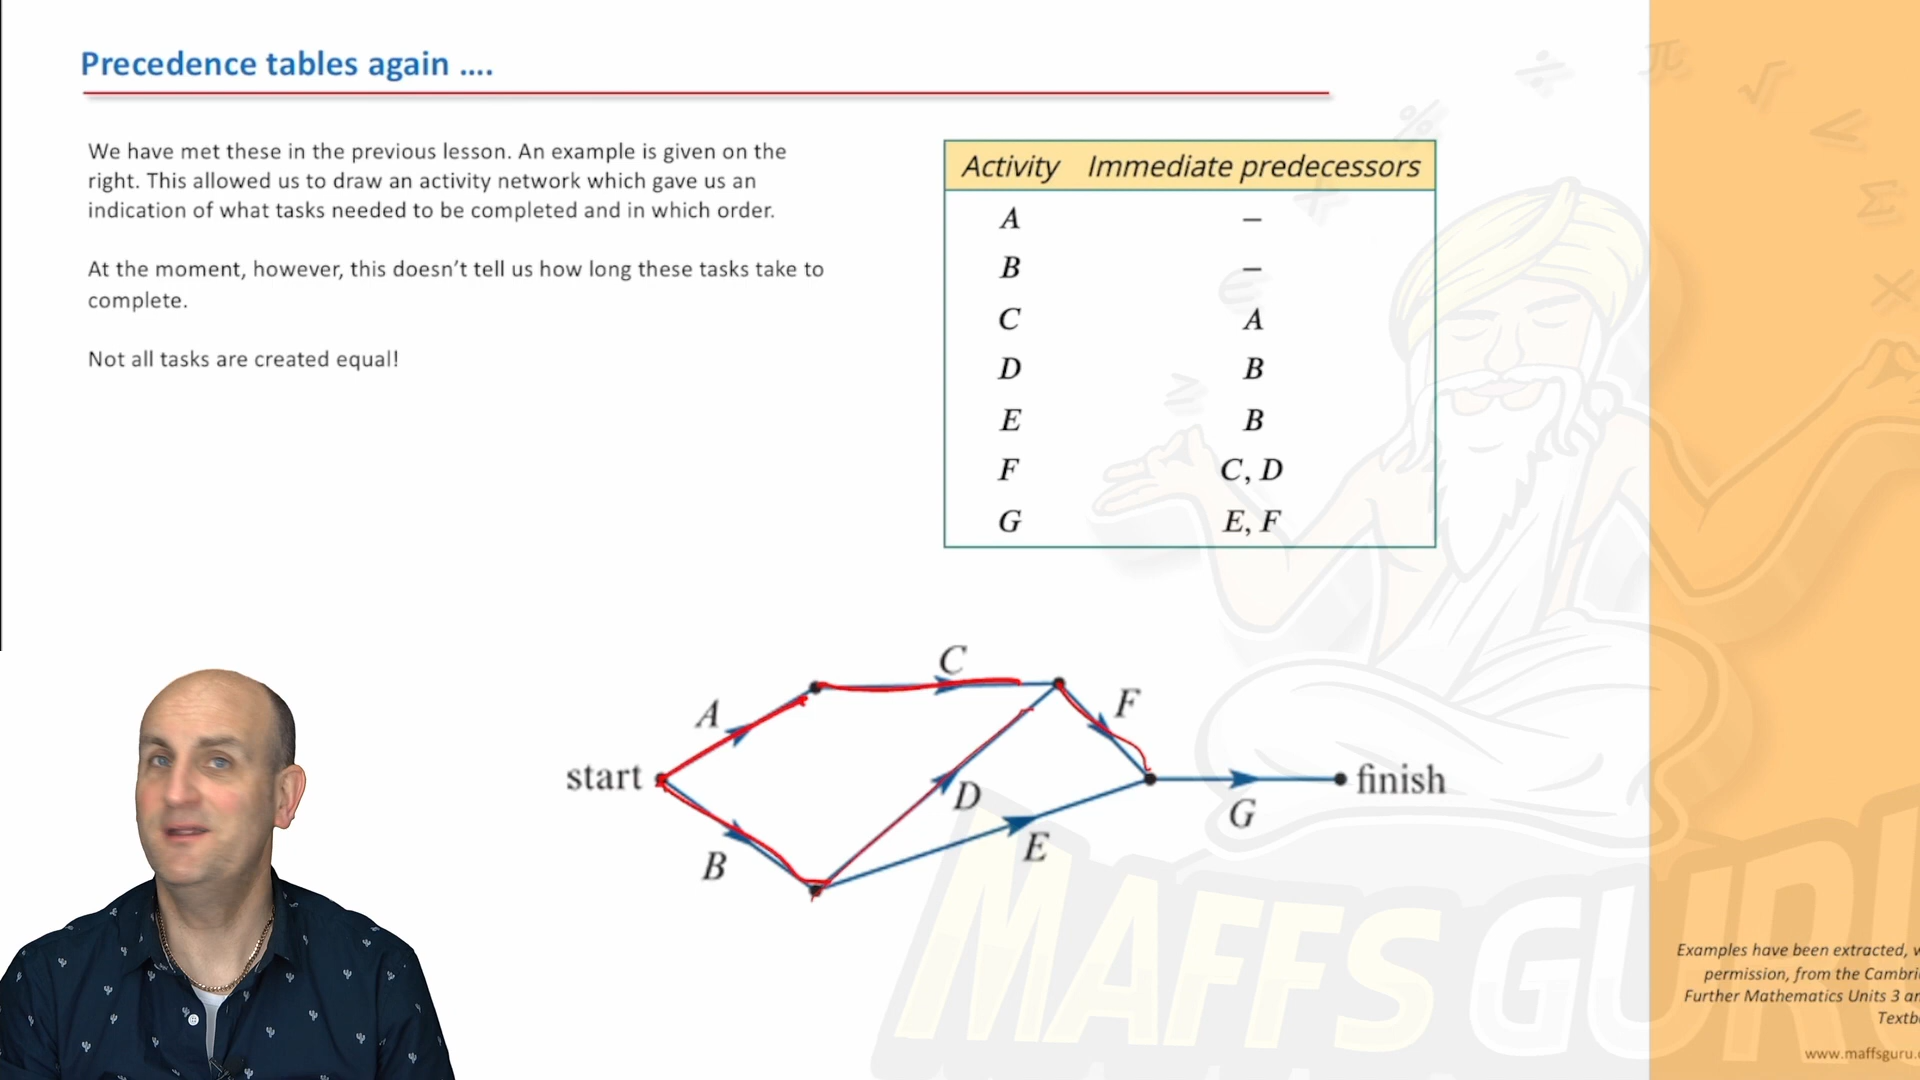 Precedence tables again ....
We have met these in the previous lesson. An example is given on the
right. This allowed us to draw an activity network which gave us an
indication of what tasks needed to be completed and in which order.
At the moment, however, this doesn't tell us how long these tasks take to
complete.
Not all tasks are created equal!
Activity Immediate predecessors
A –
B –
C A
D B
E B
F C, D
G E, F
C
A
F
start
finish
D
G
B
E
MAFFS GURU
Examples have been extracted,
permission, from the
Further Mathematics Units 3
www.maffsguru.